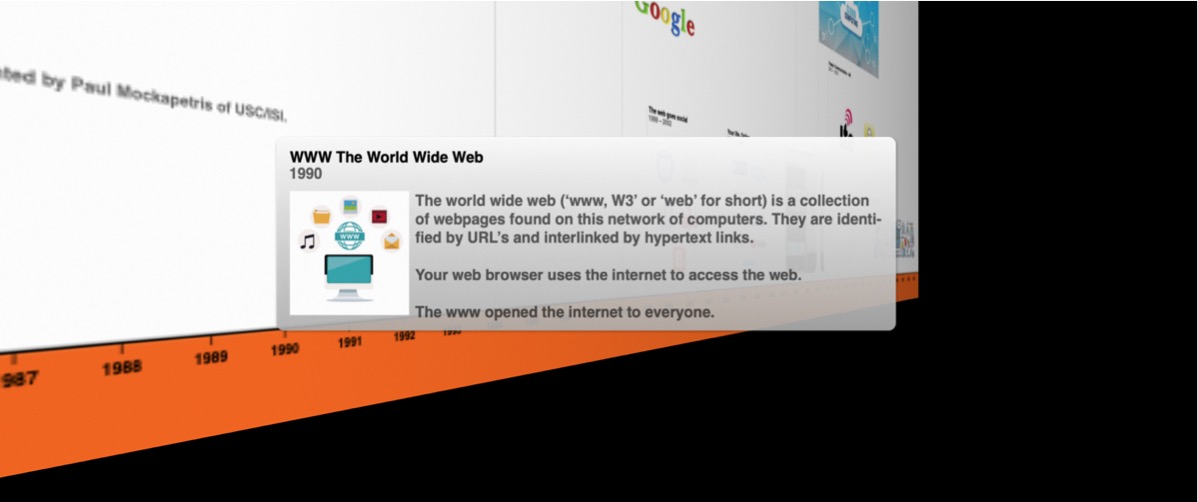 Google
ted by Paul Mockapetris of USC/ISI.
The web goes social
WWW The World Wide Web
1990
WWW
The world wide web (‘www, W3’ or ‘web’ for short) is a collection
of webpages found on this network of computers. They are identi-
fied by URL’s and interlinked by hypertext links.
Your web browser uses the internet to access the web.
The www opened the internet to everyone.
987
1988
1989
1990
1991
1992